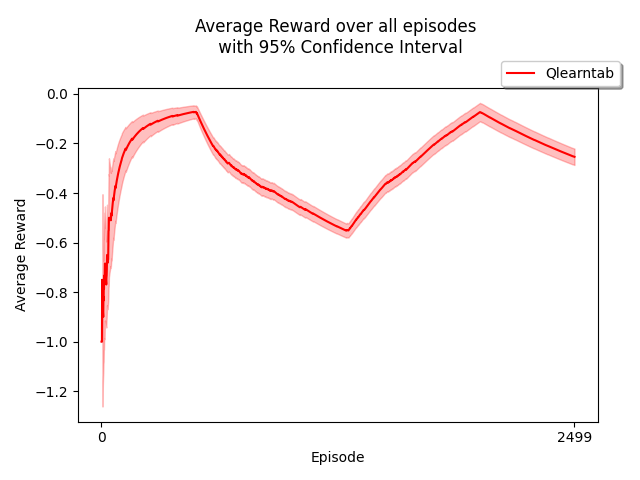 Average Reward over all episodes
with 95% Confidence Interval
Qlearntab
0.0
−0.2
−0.4
−0.6
−0.8
−1.0
−1.2
Average Reward
0
2499
Episode